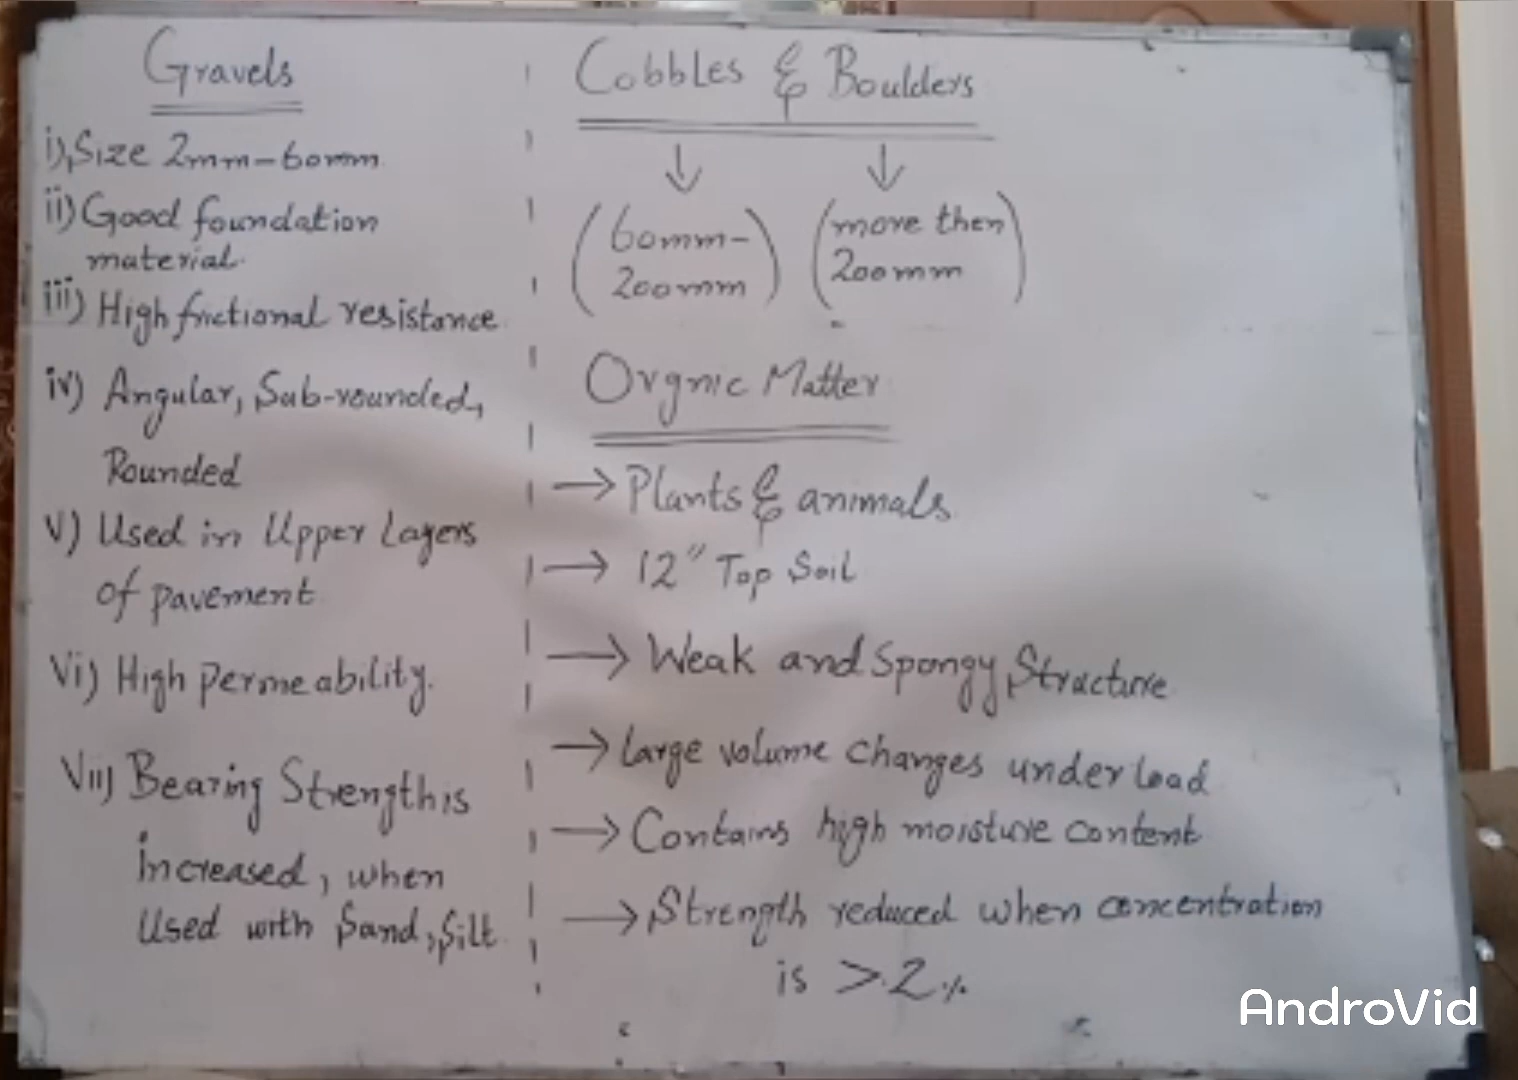 Gravels
i) Size 2mm-60mm
ii) Good foundation
material.
iii) High frictional resistance
iv) Angular, Sub-rounded,
Rounded
v) Used in Upper Layers
of pavement
vi) High permeability.
vii) Bearing Strength is
increased, when
Used with Sand, Silt
Cobbles & Boulders
↓ ↓
(60mm- (more then
200mm) 200mm)
Orgnic Matter
→ Plants & animals
→ 12" Top Soil
→ Weak and Spongy Structure
→ Large volume changes under load
→ Contains high moisture content
→ Strength reduced when concentration
is >2%
AndroVid